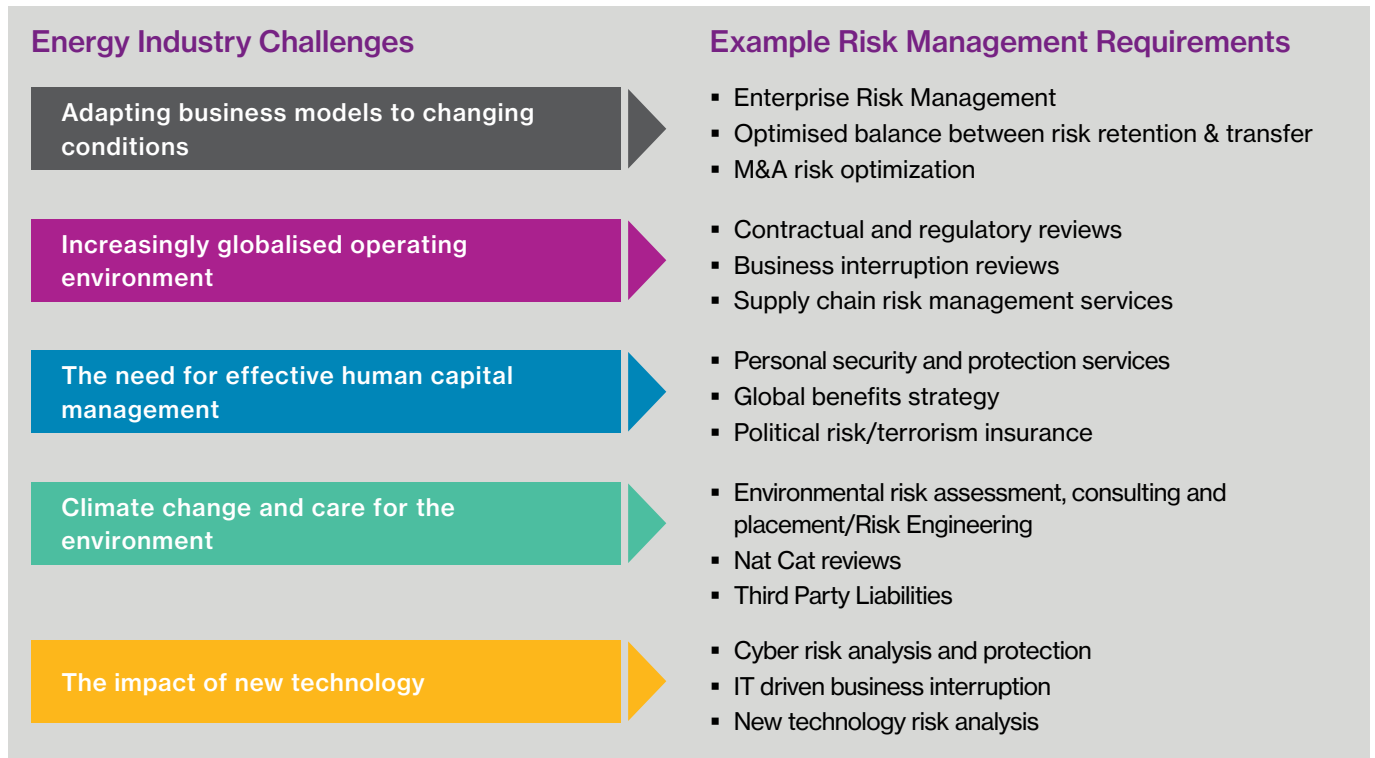 Energy Industry Challenges
Example Risk Management Requirements
Adapting business models to changing
conditions
▪ Enterprise Risk Management
▪ Optimised balance between risk retention & transfer
▪ M&A risk optimization
Increasingly globalised operating
environment
▪ Contractual and regulatory reviews
▪ Business interruption reviews
▪ Supply chain risk management services
The need for effective human capital
management
▪ Personal security and protection services
▪ Global benefits strategy
▪ Political risk/terrorism insurance
Climate change and care for the
environment
▪ Environmental risk assessment, consulting and
placement/Risk Engineering
▪ Nat Cat reviews
▪ Third Party Liabilities
The impact of new technology
▪ Cyber risk analysis and protection
▪ IT driven business interruption
▪ New technology risk analysis